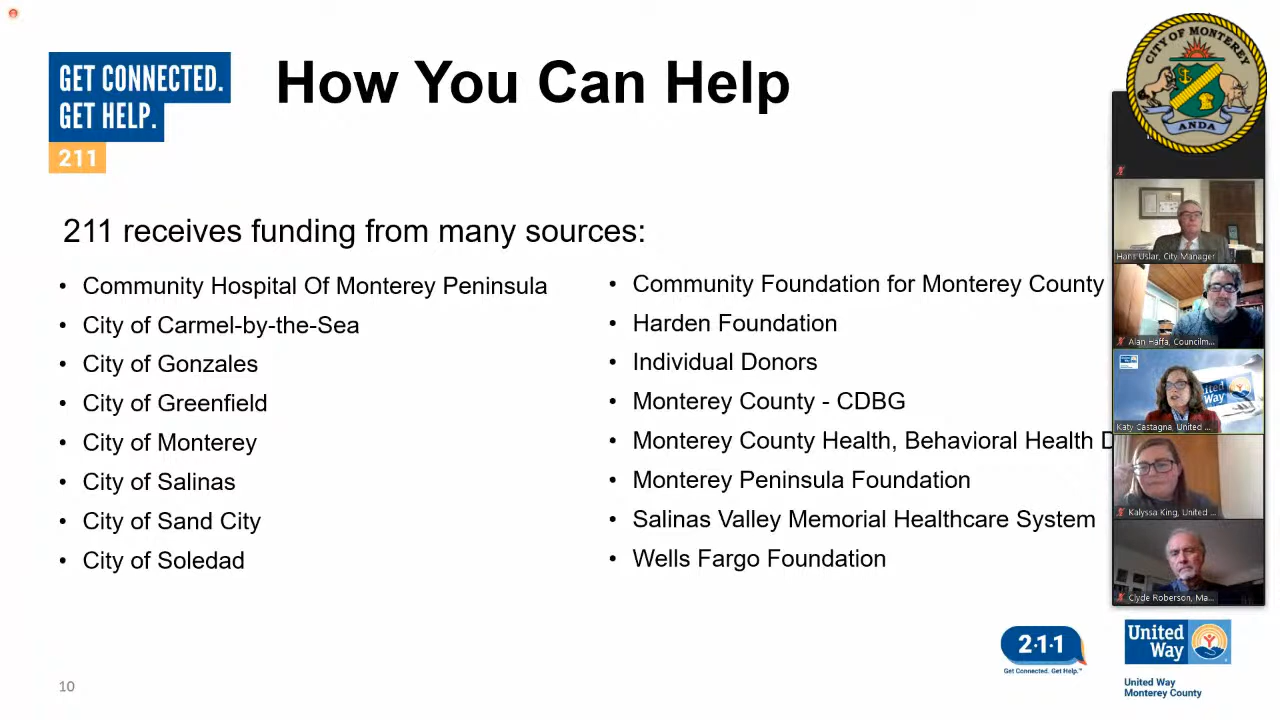 GET CONNECTED.
GET HELP.
211
How You Can Help
211 receives funding from many sources:
• Community Hospital Of Monterey Peninsula
• City of Carmel-by-the-Sea
• City of Gonzales
• City of Greenfield
• City of Monterey
• City of Salinas
• City of Sand City
• City of Soledad
• Community Foundation for Monterey County
• Harden Foundation
• Individual Donors
• Monterey County - CDBG
• Monterey County Health, Behavioral Health D
• Monterey Peninsula Foundation
• Salinas Valley Memorial Healthcare System
• Wells Fargo Foundation
CITY OF MONTEREY
ANDA
Hans Uslar, City Manager
Alan Haffa, Councilm...
United Way
Katy Castagna, United ...
Kalyssa King, United ...
Clyde Roberson, Ma...
2·1·1
Get Connected. Get Help.™
United
Way
United Way
Monterey County
10